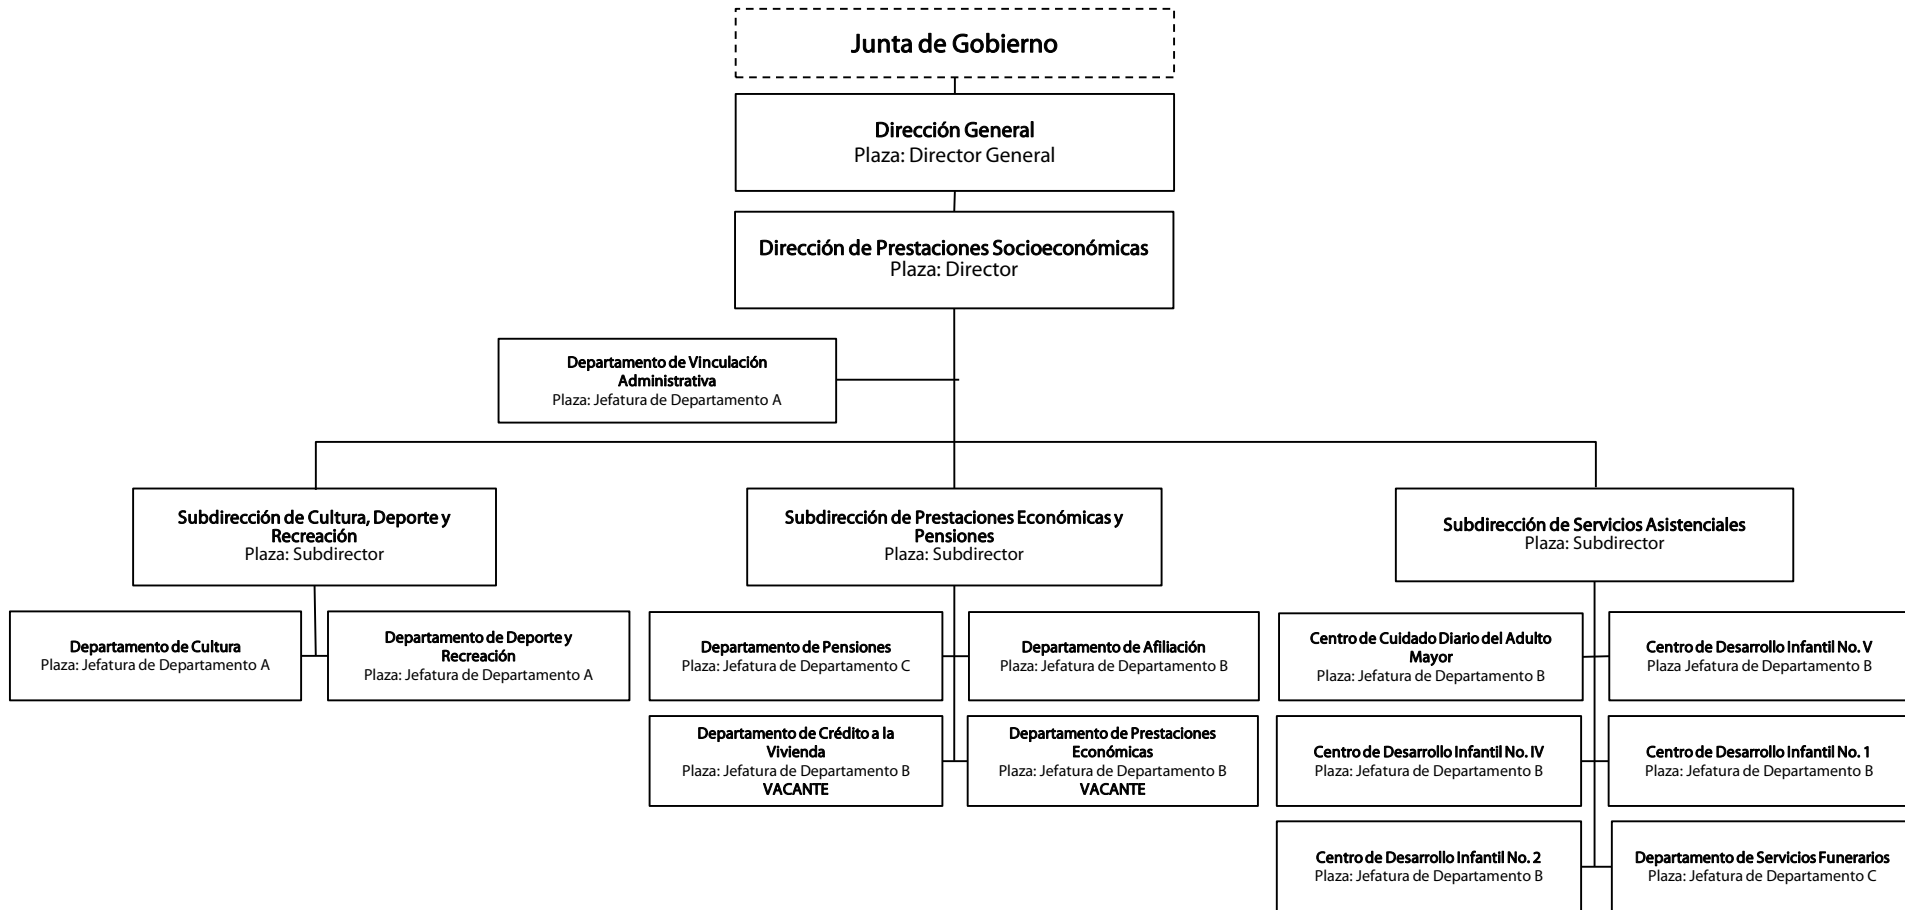 Junta de Gobierno
Dirección General
Plaza: Director General
Dirección de Prestaciones Socioeconómicas
Plaza: Director
Departamento de Vinculación
Administrativa
Plaza: Jefatura de Departamento A
Subdirección de Cultura, Deporte y
Recreación
Plaza: Subdirector
Subdirección de Prestaciones Económicas y
Pensiones
Plaza: Subdirector
Subdirección de Servicios Asistenciales
Plaza: Subdirector
Departamento de Cultura
Plaza: Jefatura de Departamento A
Departamento de Deporte y
Recreación
Plaza: Jefatura de Departamento A
Departamento de Pensiones
Plaza: Jefatura de Departamento C
Departamento de Afiliación
Plaza: Jefatura de Departamento B
Centro de Cuidado Diario del Adulto
Mayor
Plaza: Jefatura de Departamento B
Centro de Desarrollo Infantil No. V
Plaza Jefatura de Departamento B
Departamento de Crédito a la
Vivienda
Plaza: Jefatura de Departamento B
VACANTE
Departamento de Prestaciones
Económicas
Plaza: Jefatura de Departamento B
VACANTE
Centro de Desarrollo Infantil No. IV
Plaza: Jefatura de Departamento B
Centro de Desarrollo Infantil No. 1
Plaza: Jefatura de Departamento B
Centro de Desarrollo Infantil No. 2
Plaza: Jefatura de Departamento B
Departamento de Servicios Funerarios
Plaza: Jefatura de Departamento C